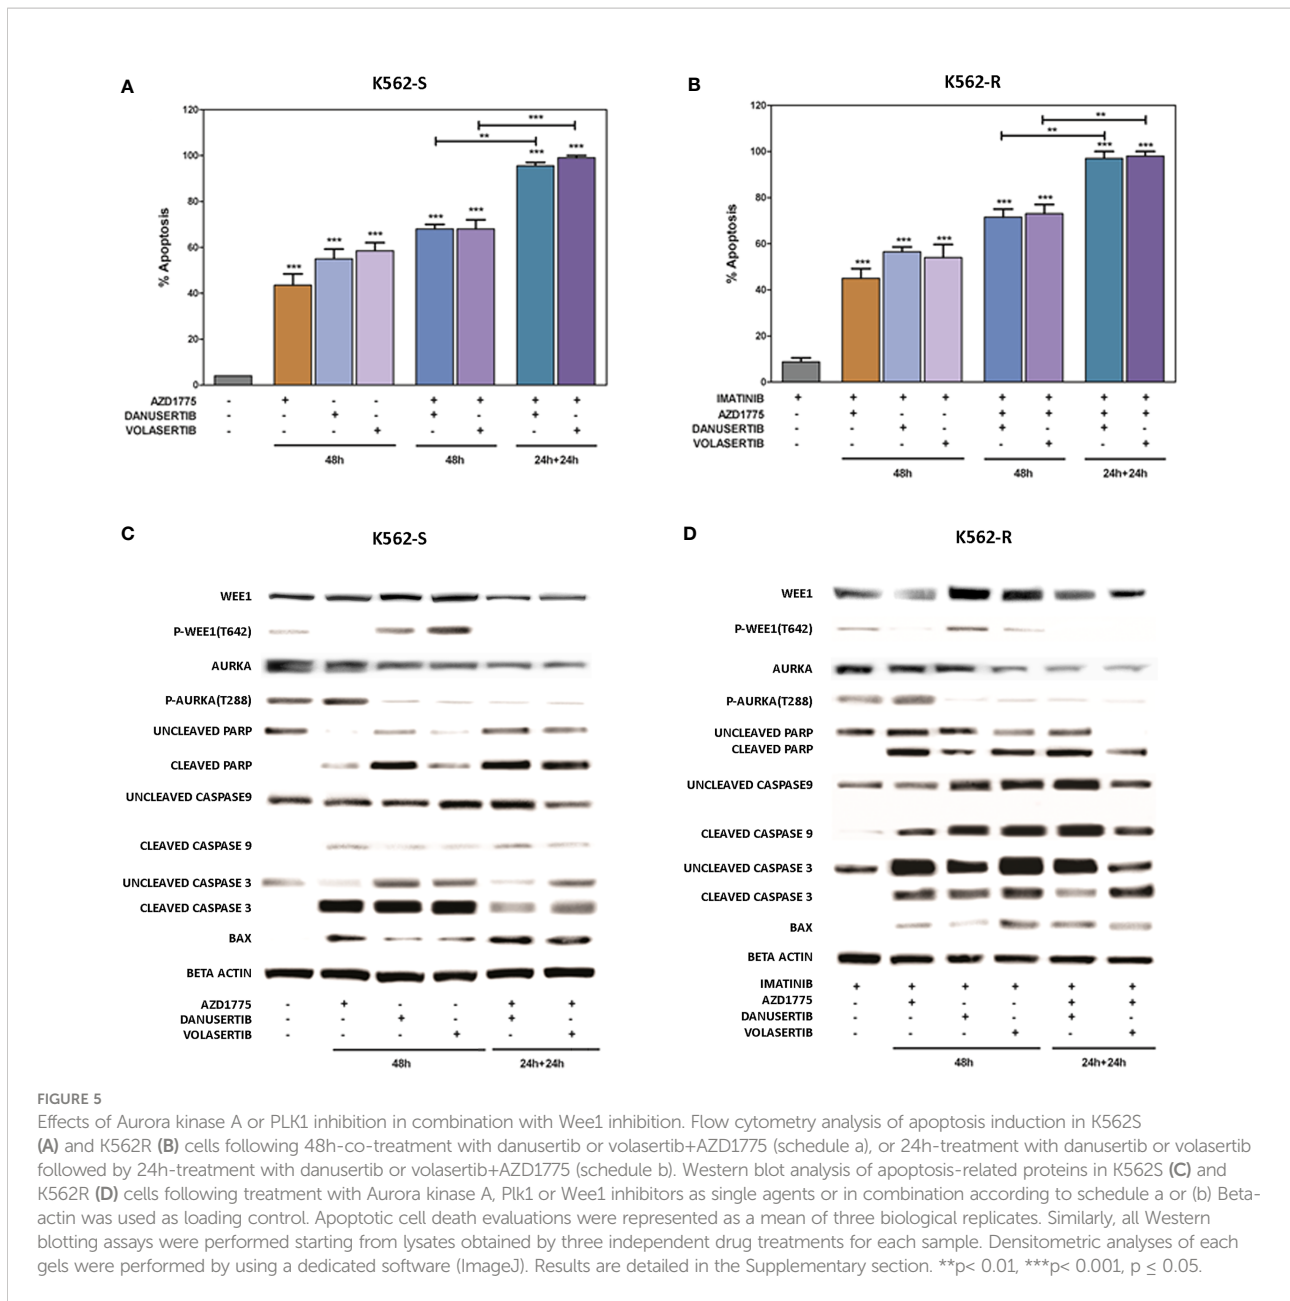 A
K562-S
120
100
80
60
40
20
0
% Apoptosis
***
**
***
***
***
***
***
***
***
AZD1775 - + - - + + + +
DANUSERTIB - - + - + - + -
VOLASERTIB - - - + - + - +
48h 48h 24h+24h
B
K562-R
120
100
80
60
40
20
0
% Apoptosis
**
**
***
***
***
***
***
***
***
IMATINIB + + + + + + + +
AZD1775 - + - - + + + +
DANUSERTIB - - + - + - + -
VOLASERTIB - - - + - + - +
48h 48h 24h+24h
C
K562-S
WEE1
P-WEE1(T642)
AURKA
P-AURKA(T288)
UNCLEAVED PARP
CLEAVED PARP
UNCLEAVED CASPASE9
CLEAVED CASPASE 9
UNCLEAVED CASPASE 3
CLEAVED CASPASE 3
BAX
BETA ACTIN
AZD1775 - + - - + +
DANUSERTIB - - + - + -
VOLASERTIB - - - + - +
48h 24h+24h
D
K562-R
WEE1
P-WEE1(T642)
AURKA
P-AURKA(T288)
UNCLEAVED PARP
CLEAVED PARP
UNCLEAVED CASPASE9
CLEAVED CASPASE 9
UNCLEAVED CASPASE 3
CLEAVED CASPASE 3
BAX
BETA ACTIN
IMATINIB + + + + + +
AZD1775 - + - - + +
DANUSERTIB - - + - + -
VOLASERTIB - - - + - +
48h 24h+24h
FIGURE 5
Effects of Aurora kinase A or PLK1 inhibition in combination with Wee1 inhibition. Flow cytometry analysis of apoptosis induction in K562S
(A) and K562R (B) cells following 48h-co-treatment with danusertib or volasertib+AZD1775 (schedule a), or 24h-treatment with danusertib or volasertib
followed by 24h-treatment with danusertib or volasertib+AZD1775 (schedule b). Western blot analysis of apoptosis-related proteins in K562S (C) and
K562R (D) cells following treatment with Aurora kinase A, Plk1 or Wee1 inhibitors as single agents or in combination according to schedule a or (b) Beta-
actin was used as loading control. Apoptotic cell death evaluations were represented as a mean of three biological replicates. Similarly, all Western
blotting assays were performed starting from lysates obtained by three independent drug treatments for each sample. Densitometric analyses of each
gels were performed by using a dedicated software (ImageJ). Results are detailed in the Supplementary section. **p< 0.01, ***p< 0.001, p ≤ 0.05.